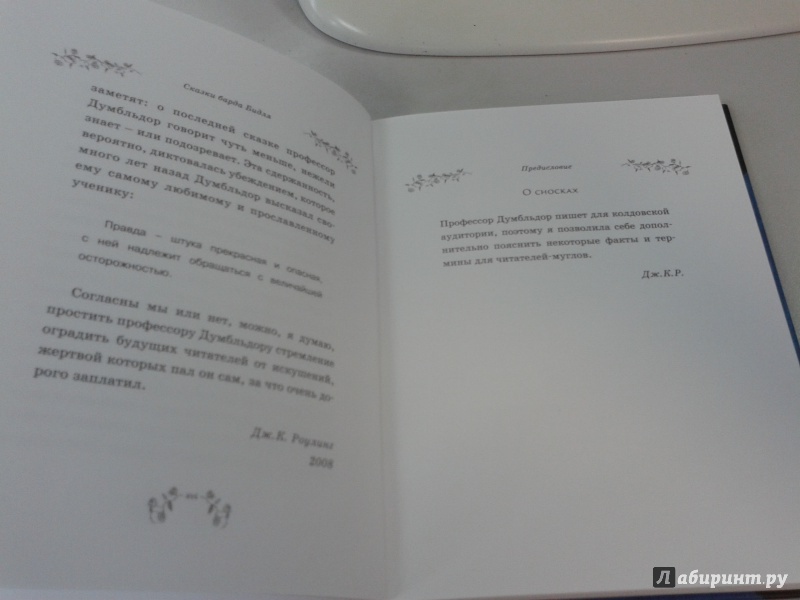 Сказки барда Бидля
заметят: о последней сказке профессор
Думбльдор говорит чуть меньше, нежели
знает – или подозревает. Эта сдержанность,
вероятно, диктовалась убеждением, которое
много лет назад Думбльдор высказал сво-
ему самому любимому и прославленному
ученику:
Правда – штука прекрасная и опасная,
с ней надлежит обращаться с величайшей
осторожностью.
Согласны мы или нет, можно, я думаю,
простить профессору Думбльдору стремление
оградить будущих читателей от искушений,
жертвой которых пал он сам, за что очень до-
рого заплатил.
Дж.К. Роулинг
2008
Предисловие
О сносках
Профессор Думбльдор пишет для колдовской
аудитории, поэтому я позволила себе допол-
нительно пояснить некоторые факты и тер-
мины для читателей-муглов.
Дж.К.Р.
Лабиринт.ру